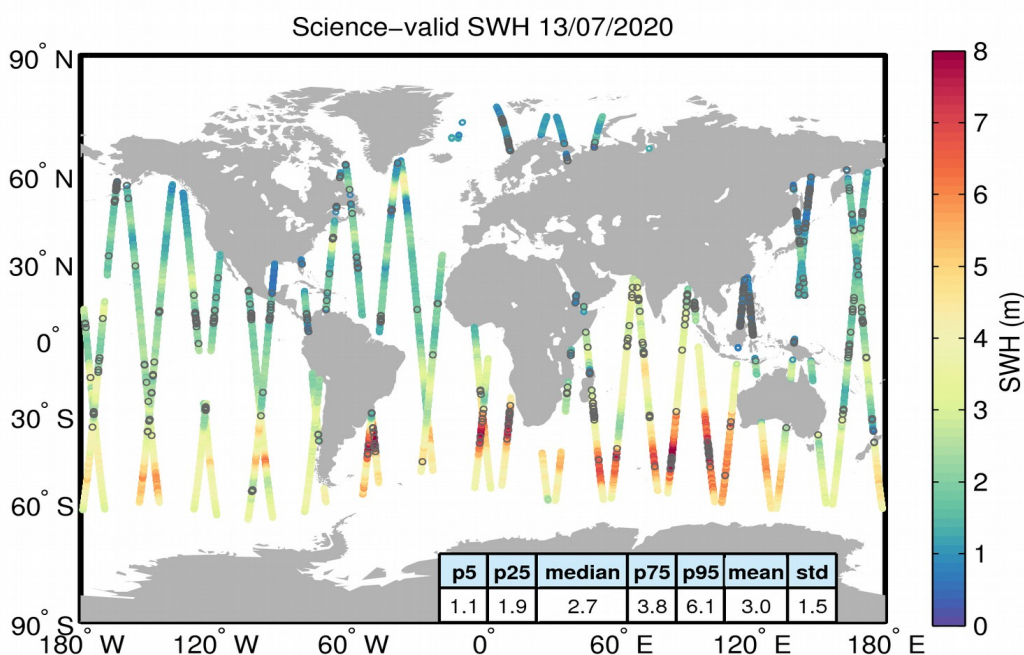 Science−valid SWH 13/07/2020
90° N
60° N
30° N
0°
30° S
60° S
90° S
180° W
120° W
60° W
0°
60° E
120° E
180° E
8
7
6
5
4
3
2
1
0
SWH (m)
p5 p25 median p75 p95 mean std
1.1 1.9 2.7 3.8 6.1 3.0 1.5